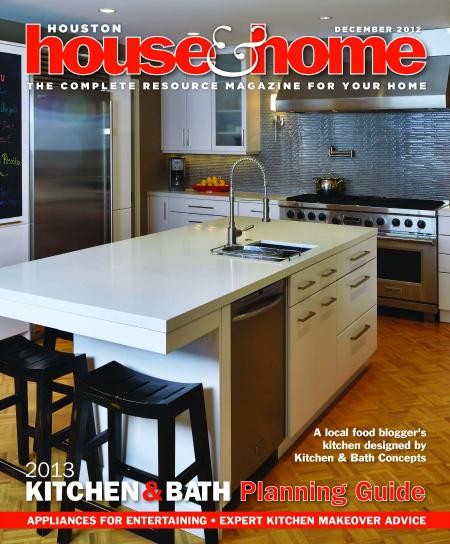 HOUSTON
DECEMBER 2012
house&home
THE COMPLETE RESOURCE MAGAZINE FOR YOUR HOME
A local food blogger's
kitchen designed by
Kitchen & Bath Concepts
2013
KITCHEN & BATH Planning Guide
APPLIANCES FOR ENTERTAINING • EXPERT KITCHEN MAKEOVER ADVICE